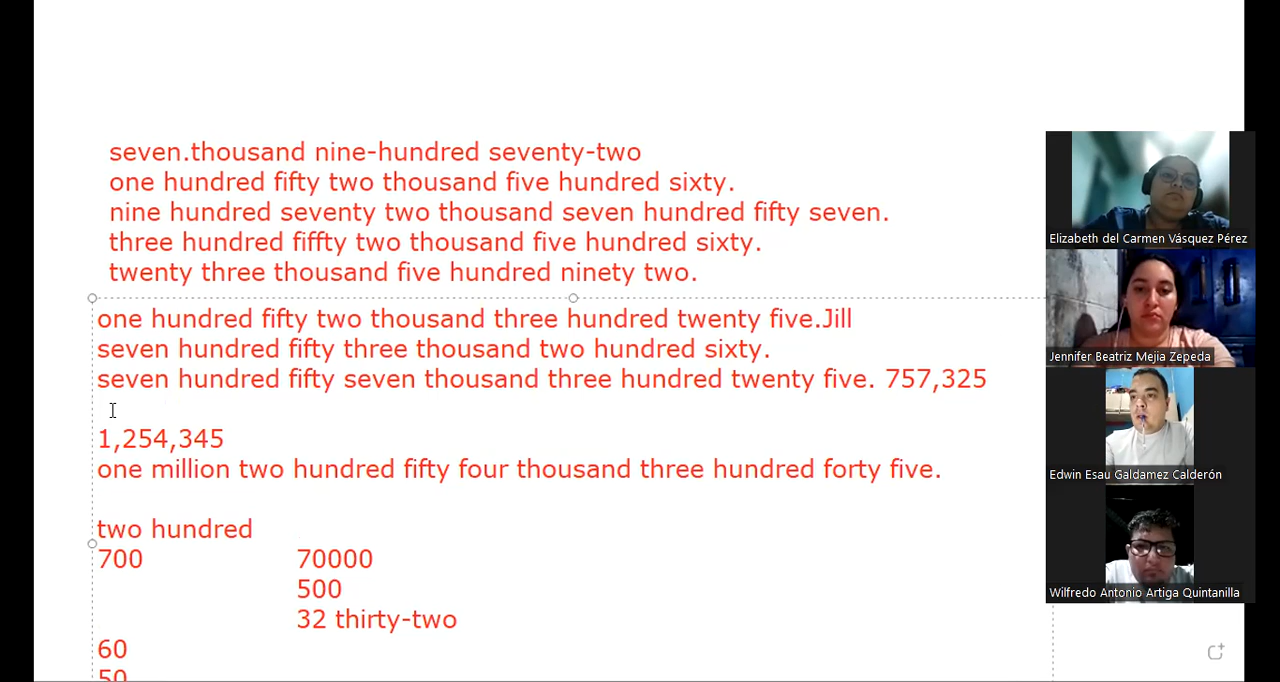 seven.thousand nine-hundred seventy-two
one hundred fifty two thousand five hundred sixty.
nine hundred seventy two thousand seven hundred fifty seven.
three hundred fiffty two thousand five hundred sixty.
twenty three thousand five hundred ninety two.
one hundred fifty two thousand three hundred twenty five.Jill
seven hundred fifty three thousand two hundred sixty.
seven hundred fifty seven thousand three hundred twenty five. 757,325
1,254,345
one million two hundred fifty four thousand three hundred forty five.
two hundred
700 70000
500
32 thirty-two
60
50
Elizabeth del Carmen Vásquez Pérez
Jennifer Beatriz Mejia Zepeda
Edwin Esau Galdamez Calderón
Wilfredo Antonio Artiga Quintanilla